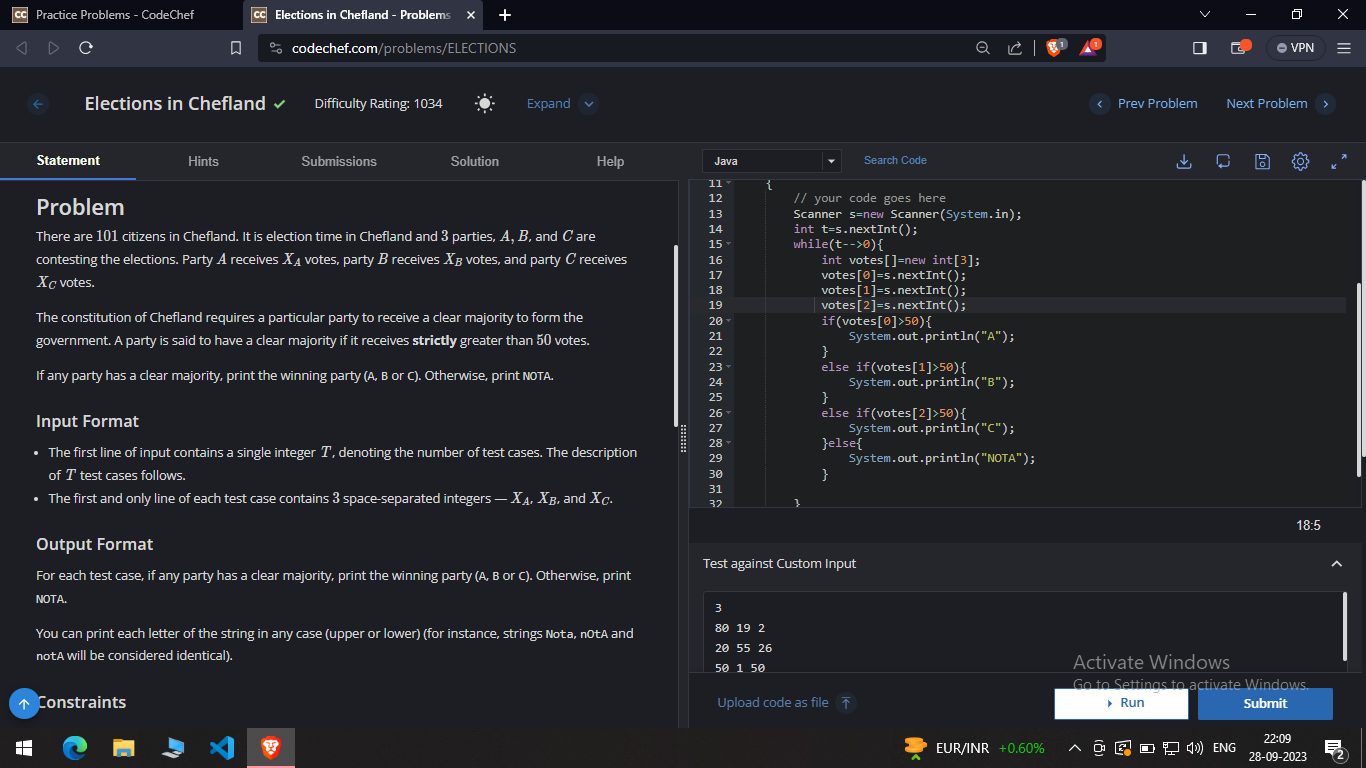 Practice Problems - CodeChef
Elections in Chefland - Problems
codechef.com/problems/ELECTIONS
1
1
VPN
Elections in Chefland
Difficulty Rating: 1034
Expand
Prev Problem
Next Problem
Statement
Hints
Submissions
Solution
Help
Java
Search Code
Problem
There are 101 citizens in Chefland. It is election time in Chefland and 3 parties, A, B, and C are
contesting the elections. Party A receives X_A votes, party B receives X_B votes, and party C receives
X_C votes.
The constitution of Chefland requires a particular party to receive a clear majority to form the
government. A party is said to have a clear majority if it receives strictly greater than 50 votes.
If any party has a clear majority, print the winning party (A, B or C). Otherwise, print NOTA.
Input Format
• The first line of input contains a single integer T, denoting the number of test cases. The description
of T test cases follows.
• The first and only line of each test case contains 3 space-separated integers — X_A, X_B, and X_C.
Output Format
For each test case, if any party has a clear majority, print the winning party (A, B or C). Otherwise, print
NOTA.
You can print each letter of the string in any case (upper or lower) (for instance, strings Nota, nOtA and
notA will be considered identical).
Constraints
11 {
12 // your code goes here
13 Scanner s=new Scanner(System.in);
14 int t=s.nextInt();
15 while(t-->0){
16 int votes[]=new int[3];
17 votes[0]=s.nextInt();
18 votes[1]=s.nextInt();
19 votes[2]=s.nextInt();
20 if(votes[0]>50){
21 System.out.println("A");
22 }
23 else if(votes[1]>50){
24 System.out.println("B");
25 }
26 else if(votes[2]>50){
27 System.out.println("C");
28 }else{
29 System.out.println("NOTA");
30 }
31
32 }
18:5
Test against Custom Input
3
80 19 2
20 55 26
50 1 50
Activate Windows
Go to Settings to activate Windows.
Upload code as file
Run
Submit
EUR/INR +0.60%
ENG
22:09
28-09-2023
2